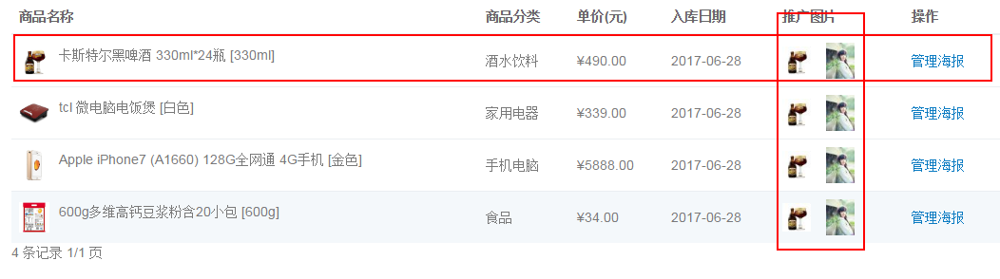 商品名称 商品分类 单价(元) 入库日期 推广图片 操作
卡斯特尔黑啤酒 330ml*24瓶 [330ml] 酒水饮料 ¥490.00 2017-06-28 管理海报
tcl 微电脑电饭煲 [白色] 家用电器 ¥339.00 2017-06-28 管理海报
Apple iPhone7 (A1660) 128G全网通 4G手机 [金色] 手机电脑 ¥5888.00 2017-06-28 管理海报
600g多维高钙豆浆粉含20小包 [600g] 食品 ¥34.00 2017-06-28 管理海报
4 条记录 1/1 页